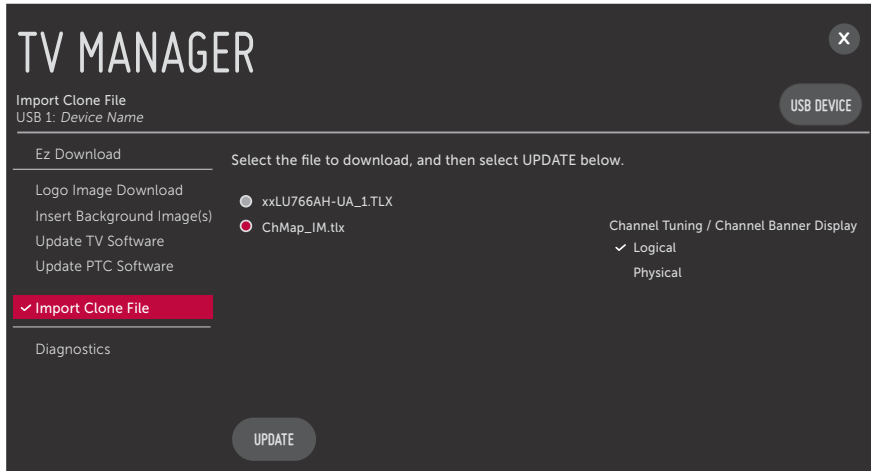 TV MANAGER
X
Import Clone File
USB 1: Device Name
USB DEVICE
Ez Download
Logo Image Download
Insert Background Image(s)
Update TV Software
Update PTC Software
Import Clone File
Diagnostics
Select the file to download, and then select UPDATE below.
xxLU766AH-UA_1.TLX
ChMap_IM.tlx
Channel Tuning / Channel Banner Display
Logical
Physical
UPDATE